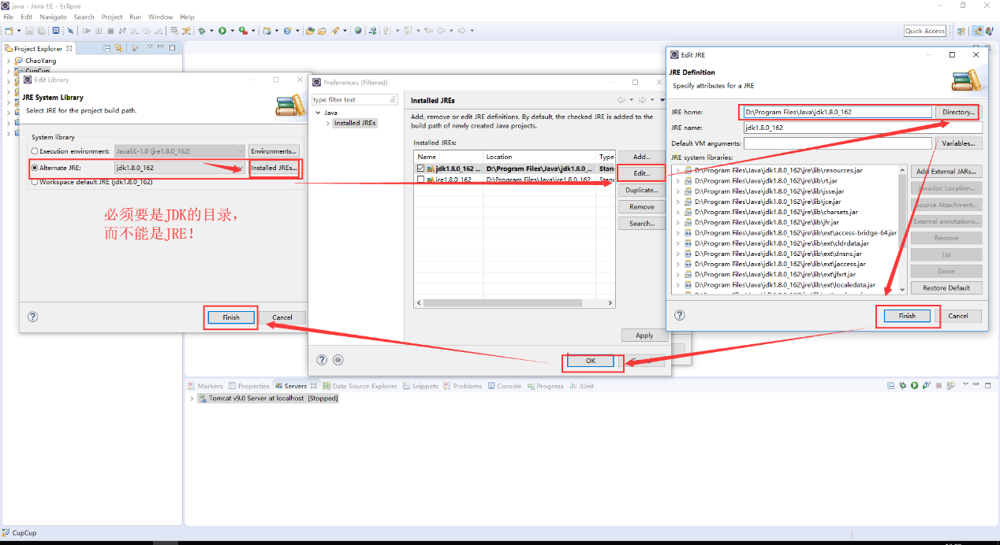 java - Java EE - Eclipse
File Edit Navigate Search Project Run Window Help
Quick Access
Project Explorer
ChaoYang
CupCup
Edit Library
JRE System Library
Select JRE for the project build path.
System library
Execution environment: JavaSE-1.8 (jre1.8.0_162) Environments...
Alternate JRE: jdk1.8.0_162 Installed JREs...
Workspace default JRE (jdk1.8.0_162)
必须要是JDK的目录，
而不能是JRE！
Finish Cancel
Preferences (Filtered)
type filter text
Java
Installed JREs
Installed JREs
Add, remove or edit JRE definitions. By default, the checked JRE is added to the
build path of newly created Java projects.
Installed JREs:
Name Location Type
jdk1.8.0_162 ... D:\Program Files\Java\jdk1.8.0_... Stan
jre1.8.0_162 D:\Program Files\Java\jre1.8.0_162 Stan
Add...
Edit...
Duplicate...
Remove
Search...
Apply
OK
Edit JRE
JRE Definition
Specify attributes for a JRE
JRE home: D:\Program Files\Java\jdk1.8.0_162 Directory...
JRE name: jdk1.8.0_162
Default VM arguments: Variables...
JRE system libraries:
D:\Program Files\Java\jdk1.8.0_162\jre\lib\resources.jar
D:\Program Files\Java\jdk1.8.0_162\jre\lib\rt.jar
D:\Program Files\Java\jdk1.8.0_162\jre\lib\jsse.jar
D:\Program Files\Java\jdk1.8.0_162\jre\lib\jce.jar
D:\Program Files\Java\jdk1.8.0_162\jre\lib\charsets.jar
D:\Program Files\Java\jdk1.8.0_162\jre\lib\jfr.jar
D:\Program Files\Java\jdk1.8.0_162\jre\lib\ext\access-bridge-64.jar
D:\Program Files\Java\jdk1.8.0_162\jre\lib\ext\cldrdata.jar
D:\Program Files\Java\jdk1.8.0_162\jre\lib\ext\dnsns.jar
D:\Program Files\Java\jdk1.8.0_162\jre\lib\ext\jaccess.jar
D:\Program Files\Java\jdk1.8.0_162\jre\lib\ext\jfxrt.jar
D:\Program Files\Java\jdk1.8.0_162\jre\lib\ext\localedata.jar
Add External JARs...
Javadoc Location...
Source Attachment...
External annotations...
Remove
Up
Down
Restore Default
Finish Cancel
Markers Properties Servers Data Source Explorer Snippets Problems Console Progress JUnit
Tomcat v9.0 Server at localhost [Stopped]
CupCup